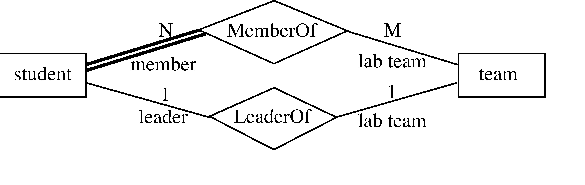 N
MemberOf
M
member
lab team
student
team
1
leader
LeaderOf
1
lab team